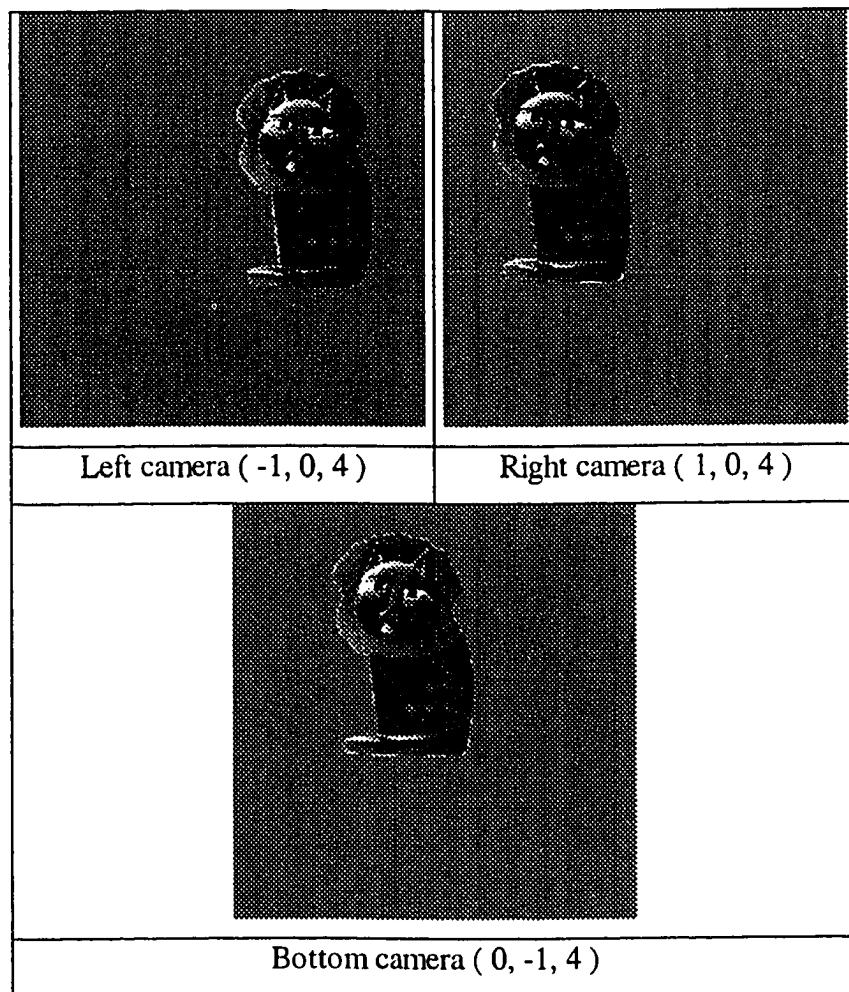 Left camera ( -1, 0, 4 )
Right camera ( 1, 0, 4 )
Bottom camera ( 0, -1, 4 )